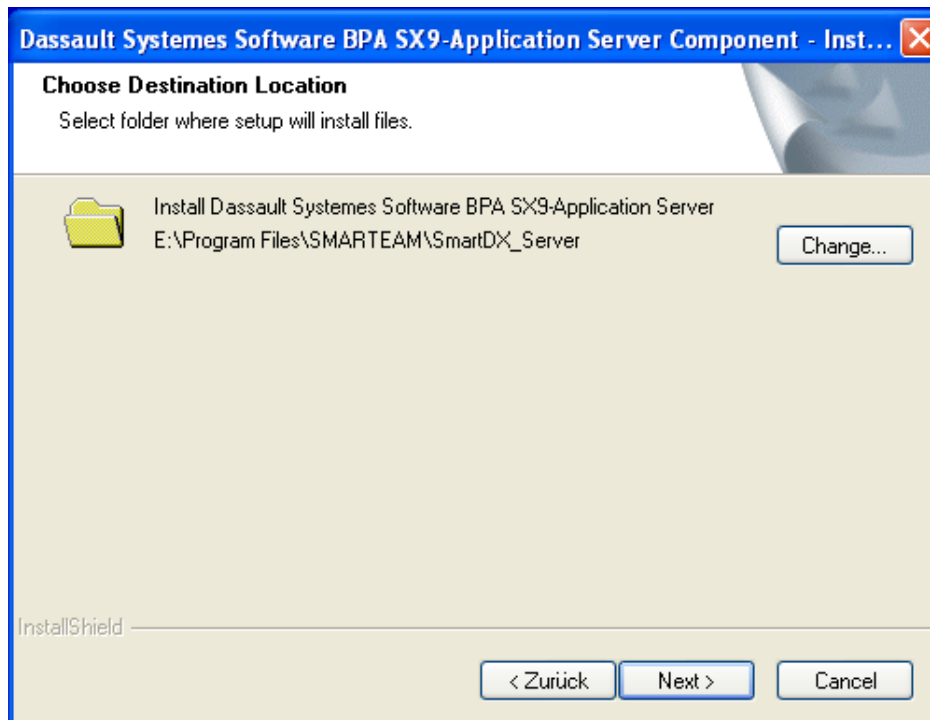 Dassault Systemes Software BPA SX9-Application Server Component - Inst...
Choose Destination Location
Select folder where setup will install files.
Install Dassault Systemes Software BPA SX9-Application Server
E:\Program Files\SMARTEAM\SmartDX_Server
Change...
InstallShield
< Zurück
Next >
Cancel